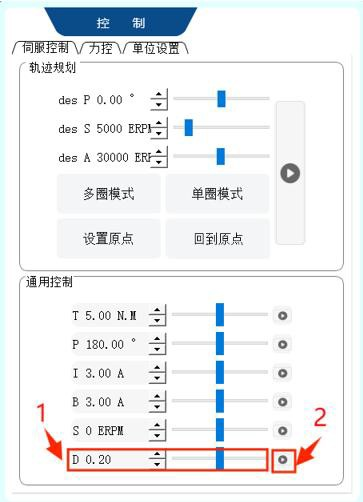 控 制
伺服控制 力控 单位设置
轨迹规划
des P 0.00 °
des S 5000 ERPM
des A 30000 ERP
多圈模式 单圈模式
设置原点 回到原点
通用控制
T 5.00 N.M
P 180.00 °
I 3.00 A
B 3.00 A
1 2
S 0 ERPM
D 0.20